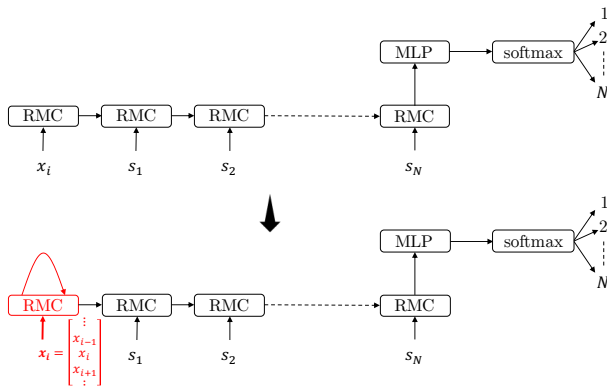 1
MLP
softmax
2
N
RMC
RMC
RMC
RMC
x_i
s_1
s_2
s_N
1
MLP
softmax
2
N
RMC
RMC
RMC
RMC
x_i = [⋮ x_{i-1} x_i x_{i+1} ⋮]
s_1
s_2
s_N